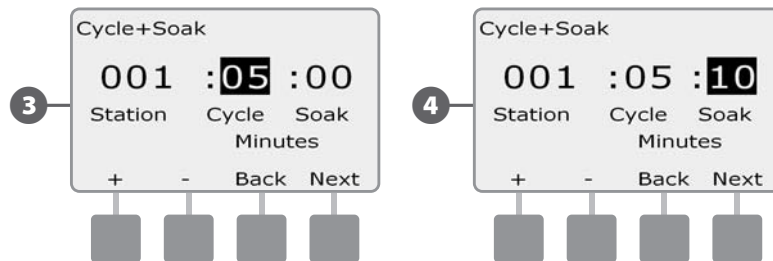 Cycle+Soak
001 :05 :00
Station Cycle Soak
Minutes
+ - Back Next
3
Cycle+Soak
001 :05 :10
Station Cycle Soak
Minutes
+ - Back Next
4